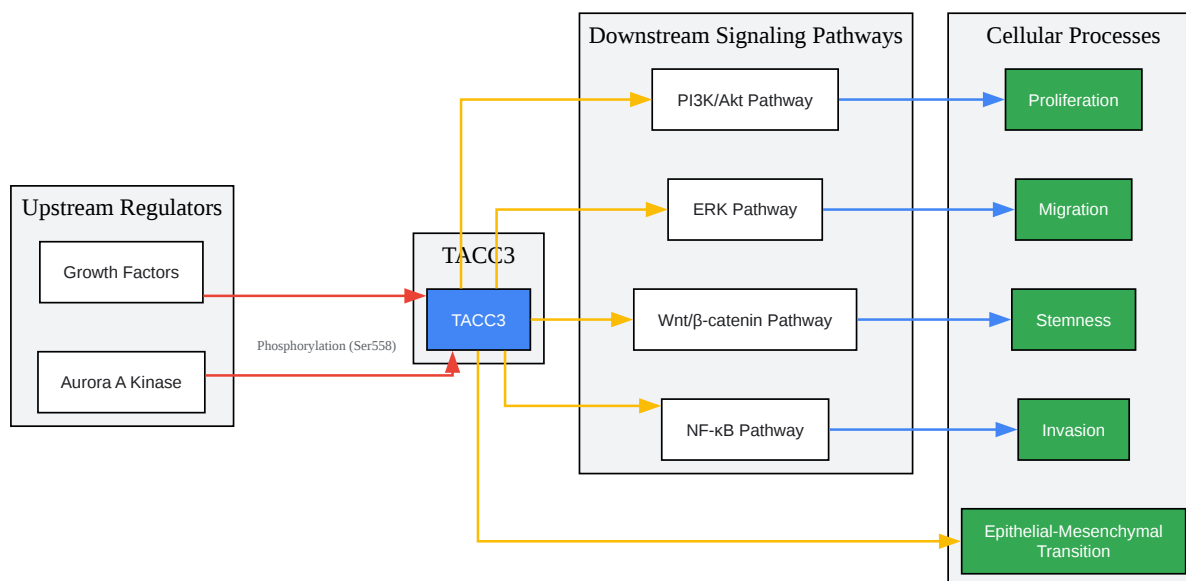 Upstream Regulators
Growth Factors
Aurora A Kinase
Phosphorylation (Ser558)
TACC3
TACC3
Downstream Signaling Pathways
PI3K/Akt Pathway
ERK Pathway
Wnt/β-catenin Pathway
NF-κB Pathway
Cellular Processes
Proliferation
Migration
Stemness
Invasion
Epithelial-Mesenchymal
Transition